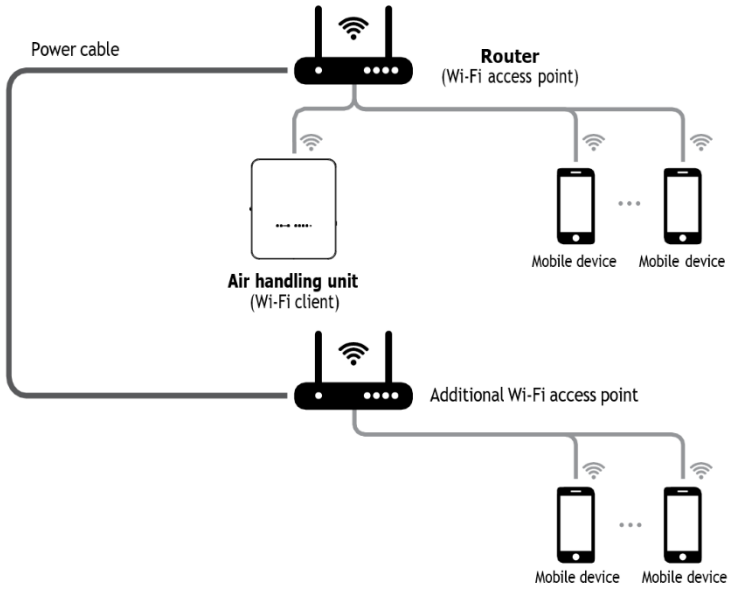 Power cable
Router
(Wi-Fi access point)
Mobile device
Mobile device
Air handling unit
(Wi-Fi client)
Additional Wi-Fi access point
Mobile device
Mobile device